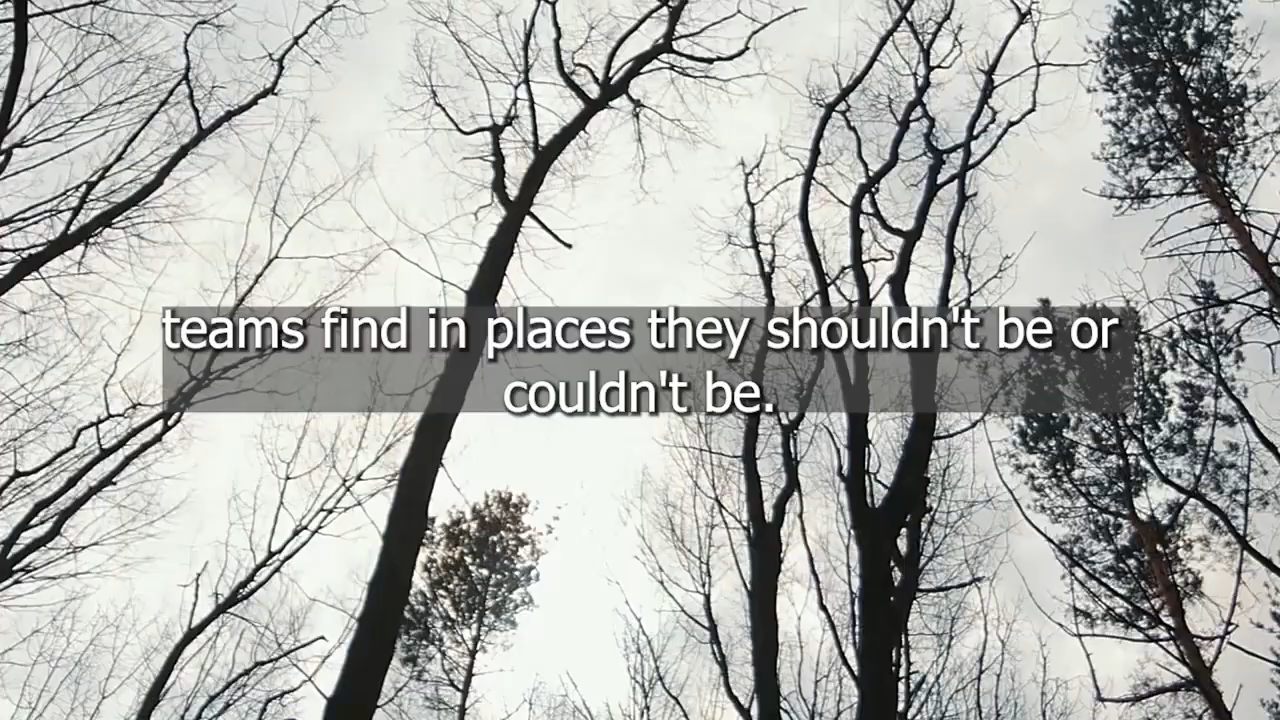 teams find in places they shouldn't be or
couldn't be.